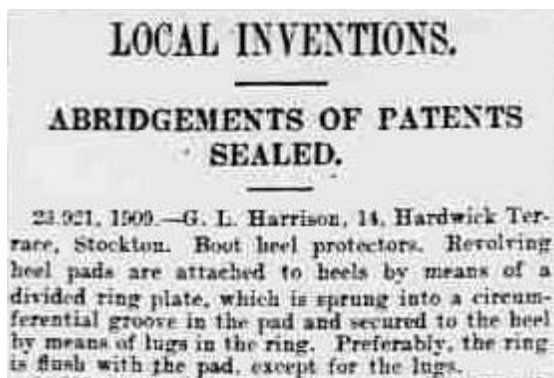 LOCAL INVENTIONS.
ABRIDGEMENTS OF PATENTS
SEALED.
23.921, 1909.—G. L. Harrison, 14, Hardwick Ter-
race, Stockton. Boot heel protectors. Revolving
heel pads are attached to heels by means of a
divided ring plate, which is sprung into a circum-
ferential groove in the pad and secured to the heel
by means of lugs in the ring. Preferably, the ring
is flush with the pad, except for the lugs.